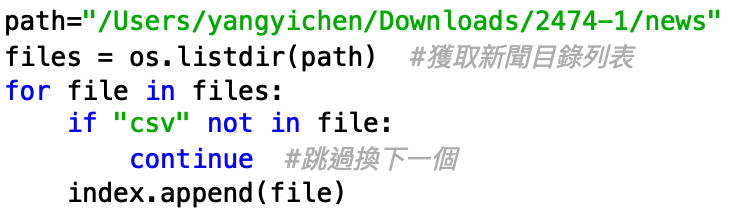 path="/Users/yangyichen/Downloads/2474-1/news"
files = os.listdir(path)  #獲取新聞目錄列表
for file in files:
    if "csv" not in file:
        continue  #跳過換下一個
    index.append(file)